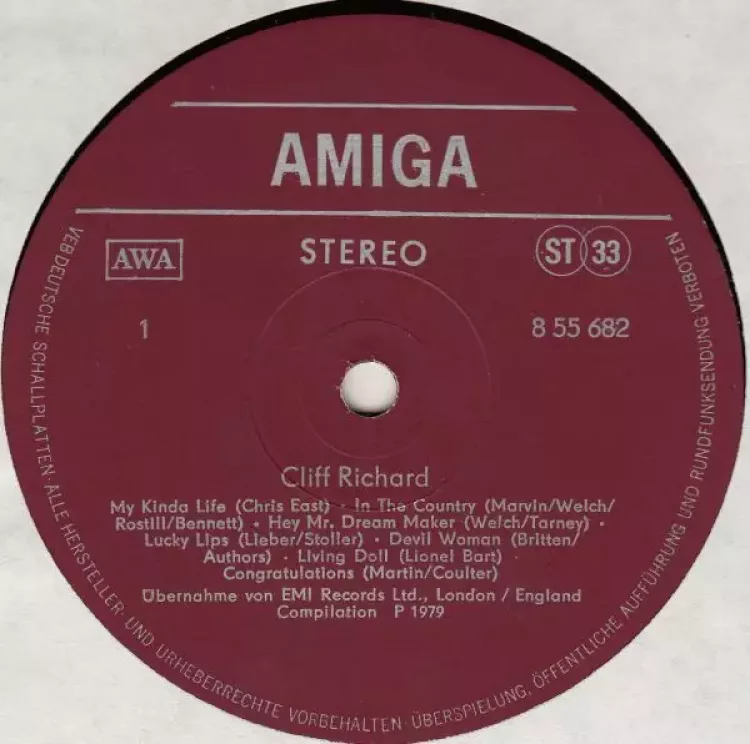 AMIGA
AWA
STEREO
ST 33
1
8 55 682
Cliff Richard
My Kinda Life (Chris East) · In The Country (Marvin/Welch/
Rostill/Bennett) · Hey Mr. Dream Maker (Welch/Tarney) ·
Lucky Lips (Lieber/Stoller) · Devil Woman (Britten/
Authors) · Living Doll (Lionel Bart) ·
Congratulations (Martin/Coulter)
Übernahme von EMI Records Ltd., London / England
Compilation P 1979
VEB DEUTSCHE SCHALLPLATTEN · ALLE HERSTELLER- UND URHEBERRECHTE VORBEHALTEN · ÜBERSPIELUNG, ÖFFENTLICHE AUFFÜHRUNG UND RUNDFUNKSENDUNG VERBOTEN